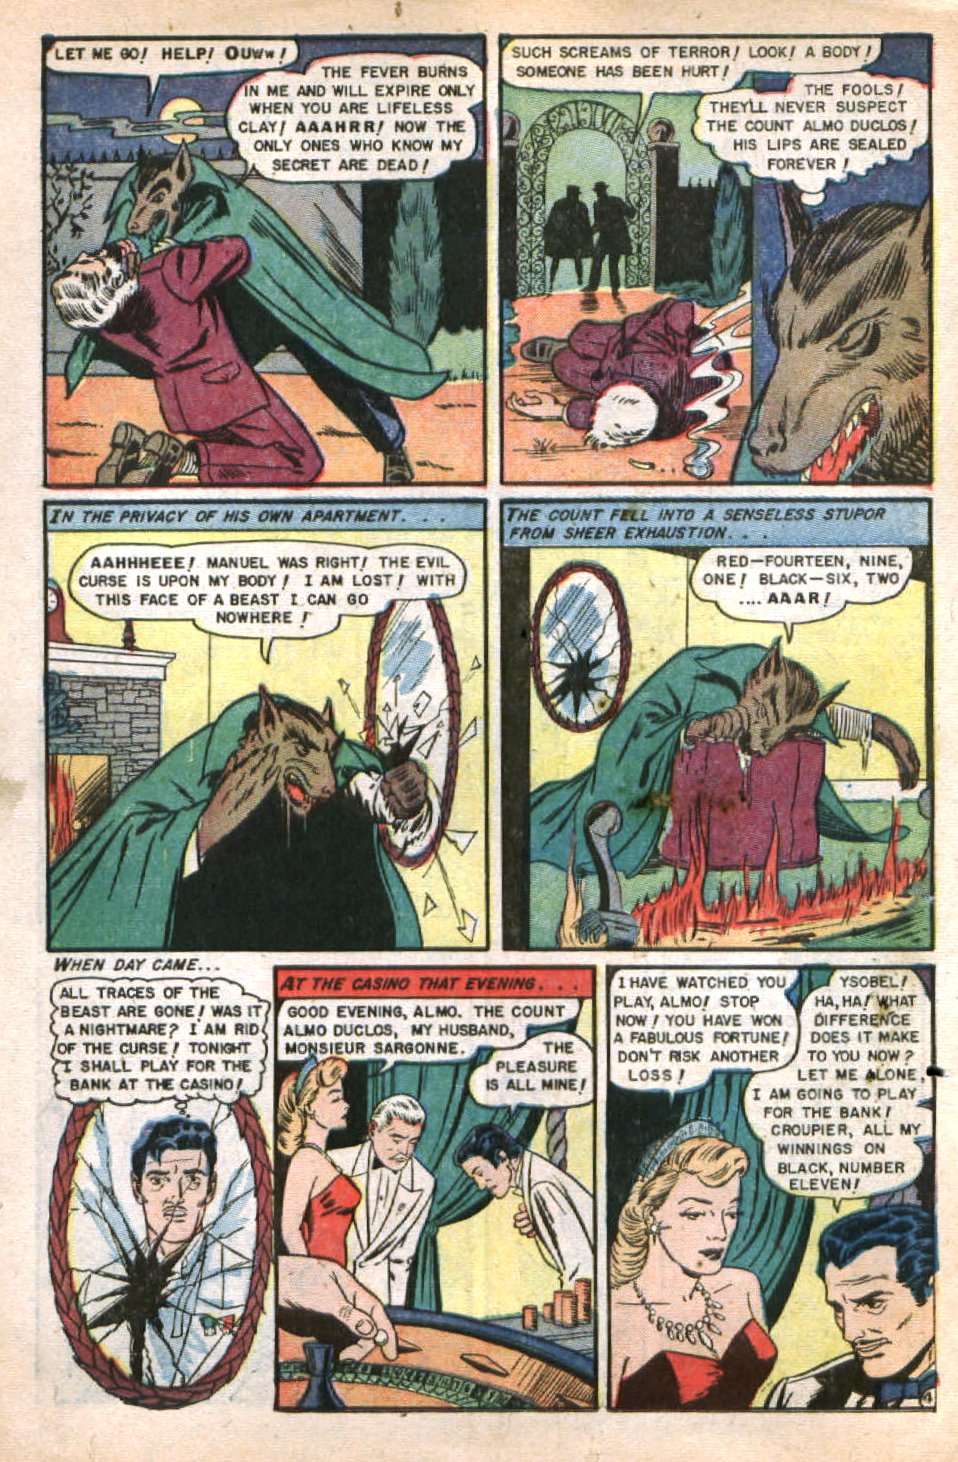 LET ME GO! HELP! OUWW!
THE FEVER BURNS
IN ME AND WILL EXPIRE ONLY
WHEN YOU ARE LIFELESS
CLAY! AAAHRR! NOW THE
ONLY ONES WHO KNOW MY
SECRET ARE DEAD!
SUCH SCREAMS OF TERROR! LOOK! A BODY!
SOMEONE HAS BEEN HURT!
THE FOOLS!
THEY'LL NEVER SUSPECT
THE COUNT ALMO DUCLOS!
HIS LIPS ARE SEALED
FOREVER!
IN THE PRIVACY OF HIS OWN APARTMENT. . .
AAHHHEEE! MANUEL WAS RIGHT! THE EVIL
CURSE IS UPON MY BODY! I AM LOST! WITH
THIS FACE OF A BEAST I CAN GO
NOWHERE!
THE COUNT FELL INTO A SENSELESS STUPOR
FROM SHEER EXHAUSTION. . .
RED—FOURTEEN, NINE,
ONE! BLACK—SIX, TWO
....AAAR!
WHEN DAY CAME...
ALL TRACES OF THE
BEAST ARE GONE! WAS IT
A NIGHTMARE? I AM RID
OF THE CURSE! TONIGHT
I SHALL PLAY FOR THE
BANK AT THE CASINO!
AT THE CASINO THAT EVENING. . .
GOOD EVENING, ALMO. THE COUNT
ALMO DUCLOS, MY HUSBAND,
MONSIEUR SARGONNE.
THE
PLEASURE
IS ALL MINE!
I HAVE WATCHED YOU
PLAY, ALMO! STOP
NOW! YOU HAVE WON
A FABULOUS FORTUNE!
DON'T RISK ANOTHER
LOSS!
YSOBEL!
HA, HA! WHAT
DIFFERENCE
DOES IT MAKE
TO YOU NOW?
LET ME ALONE,
I AM GOING TO PLAY
FOR THE BANK!
CROUPIER, ALL MY
WINNINGS ON
BLACK, NUMBER
ELEVEN!
4